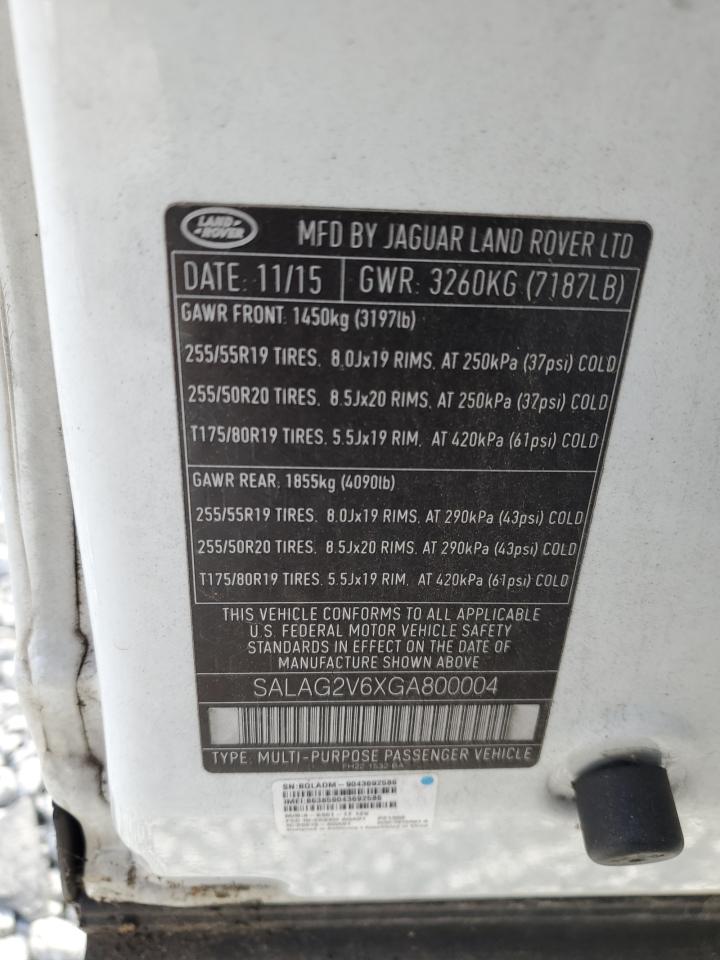 LAND ROVER
MFD BY JAGUAR LAND ROVER LTD
DATE: 11/15 GWR: 3260KG (7187LB)
GAWR FRONT: 1450kg (3197lb)
255/55R19 TIRES. 8.0Jx19 RIMS. AT 250kPa (37psi) COLD
255/50R20 TIRES. 8.5Jx20 RIMS. AT 250kPa (37psi) COLD
T175/80R19 TIRES. 5.5Jx19 RIM. AT 420kPa (61psi) COLD
GAWR REAR: 1855kg (4090lb)
255/55R19 TIRES. 8.0Jx19 RIMS. AT 290kPa (43psi) COLD
255/50R20 TIRES. 8.5Jx20 RIMS. AT 290kPa (43psi) COLD
T175/80R19 TIRES. 5.5Jx19 RIM. AT 420kPa (61psi) COLD
THIS VEHICLE CONFORMS TO ALL APPLICABLE
U.S. FEDERAL MOTOR VEHICLE SAFETY
STANDARDS IN EFFECT ON THE DATE OF
MANUFACTURE SHOWN ABOVE
SALAG2V6XGA800004
TYPE: MULTI-PURPOSE PASSENGER VEHICLE
SN:BGLADM-9043692586
IMEI:863859043692586